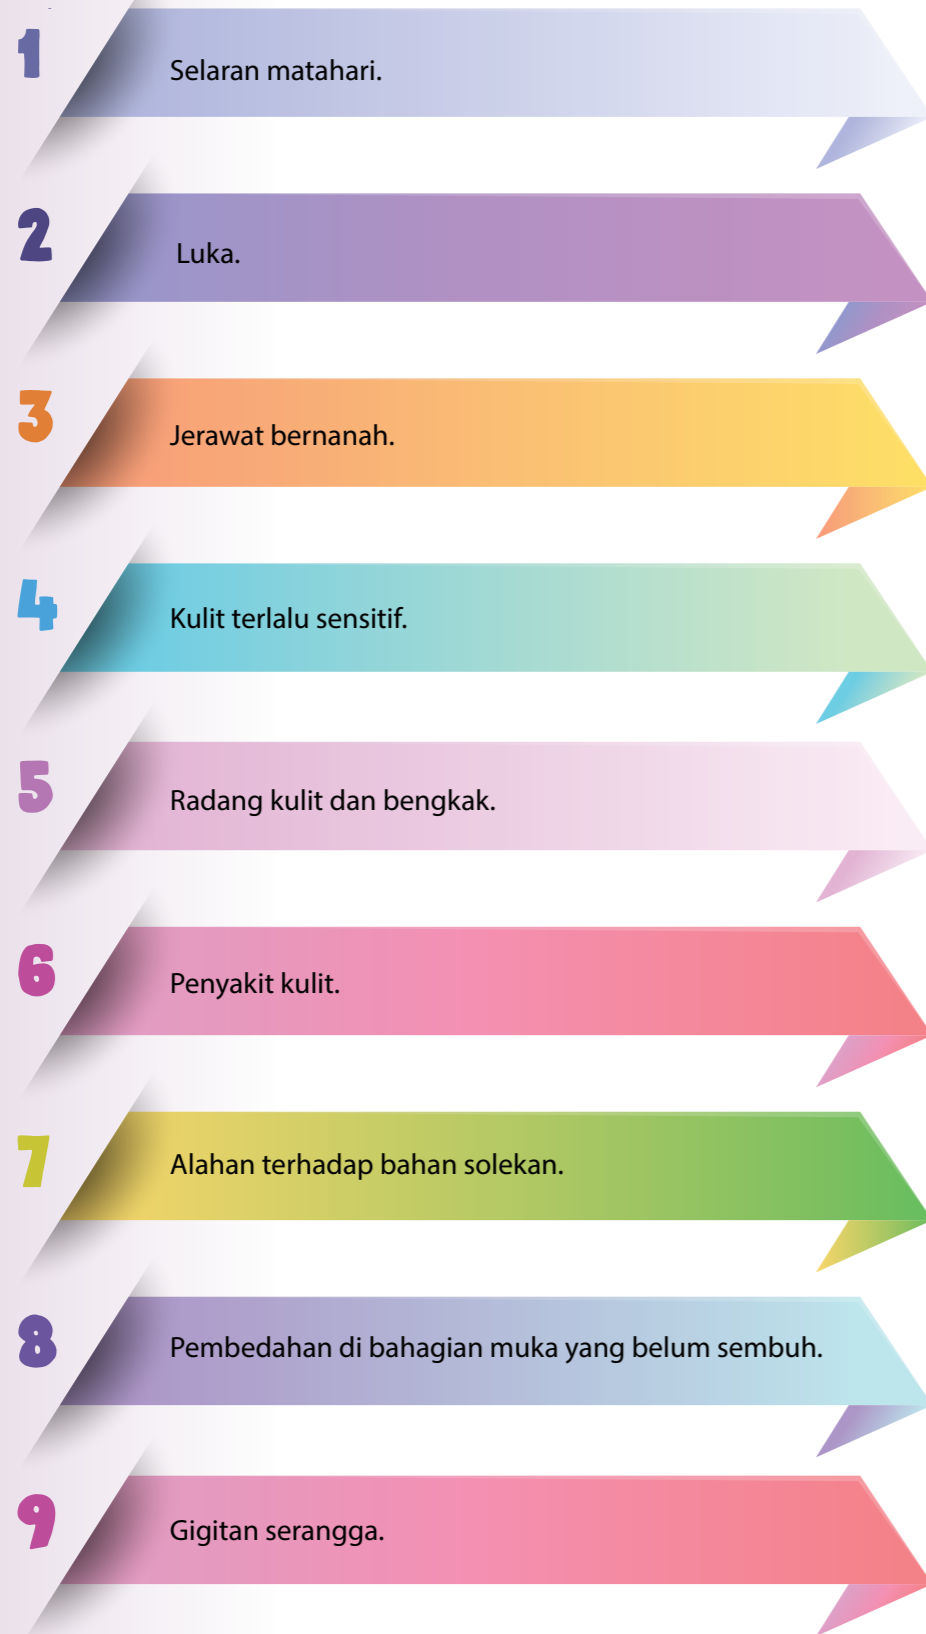 1 Selaran matahari.
2 Luka.
3 Jerawat bernanah.
4 Kulit terlalu sensitif.
5 Radang kulit dan bengkak.
6 Penyakit kulit.
7 Alahan terhadap bahan solekan.
8 Pembedahan di bahagian muka yang belum sembuh.
9 Gigitan serangga.